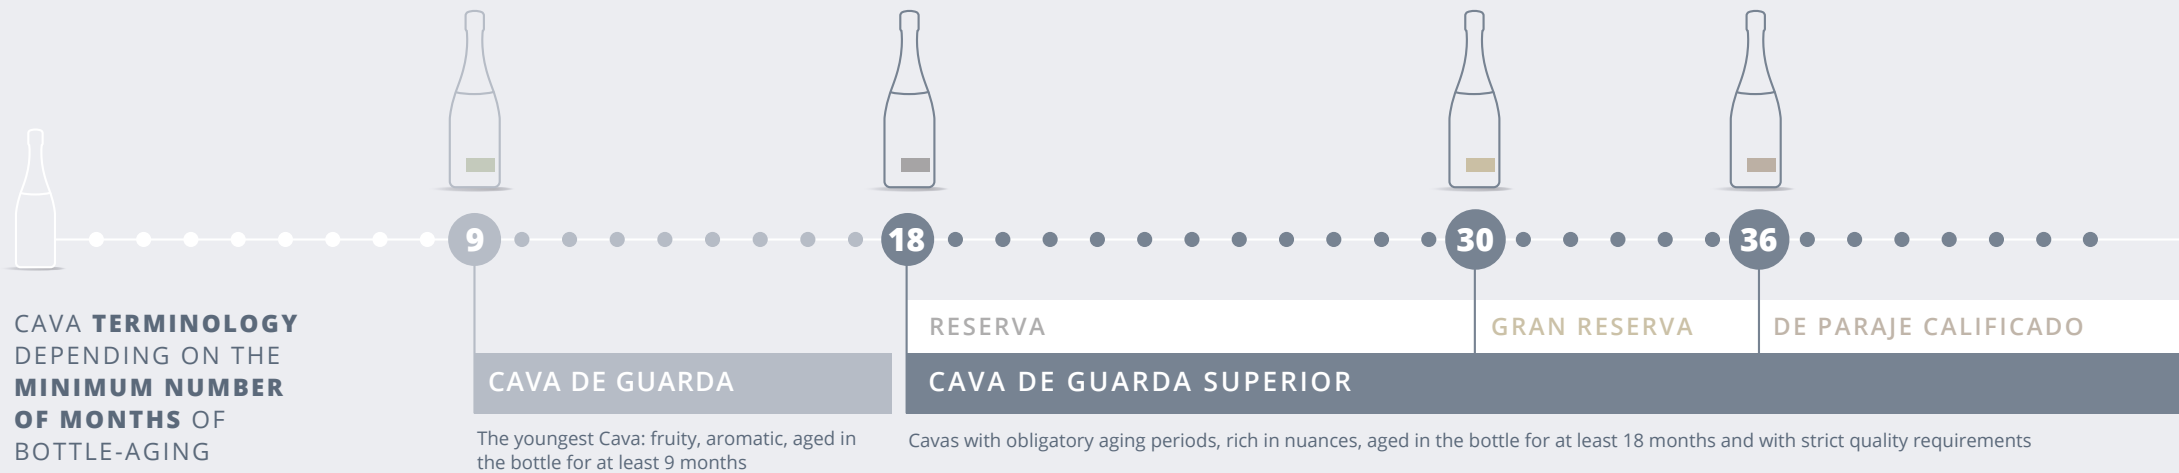 9
18
30
36
CAVA TERMINOLOGY
DEPENDING ON THE
MINIMUM NUMBER
OF MONTHS OF
BOTTLE-AGING
RESERVA
GRAN RESERVA
DE PARAJE CALIFICADO
CAVA DE GUARDA
CAVA DE GUARDA SUPERIOR
The youngest Cava: fruity, aromatic, aged in
the bottle for at least 9 months
Cavas with obligatory aging periods, rich in nuances, aged in the bottle for at least 18 months and with strict quality requirements